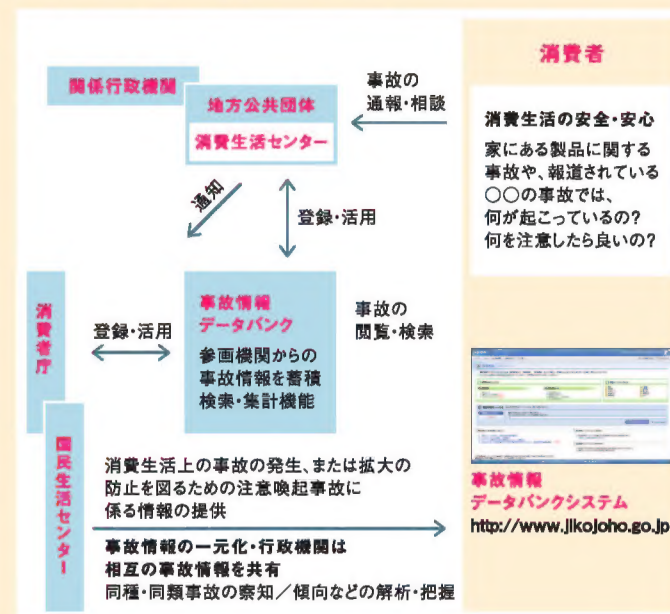 関係行政機関
地方公共団体
消費生活センター
事故の
通報・相談
消費者
消費生活の安全・安心
家にある製品に関する
事故や、報道されている
○○の事故では、
何が起こっているの?
何を注意したら良いの?
通知
登録・活用
消費者庁
登録・活用
事故情報
データバンク
参画機関からの
事故情報を蓄積
検索・集計機能
事故の
閲覧・検索
国民生活センター
消費生活上の事故の発生、または拡大の
防止を図るための注意喚起事故に
係る情報の提供
事故情報の一元化・行政機関は
相互の事故情報を共有
同種・同類事故の察知／傾向などの解析・把握
事故情報
データバンクシステム
http://www.jikojoho.go.jp